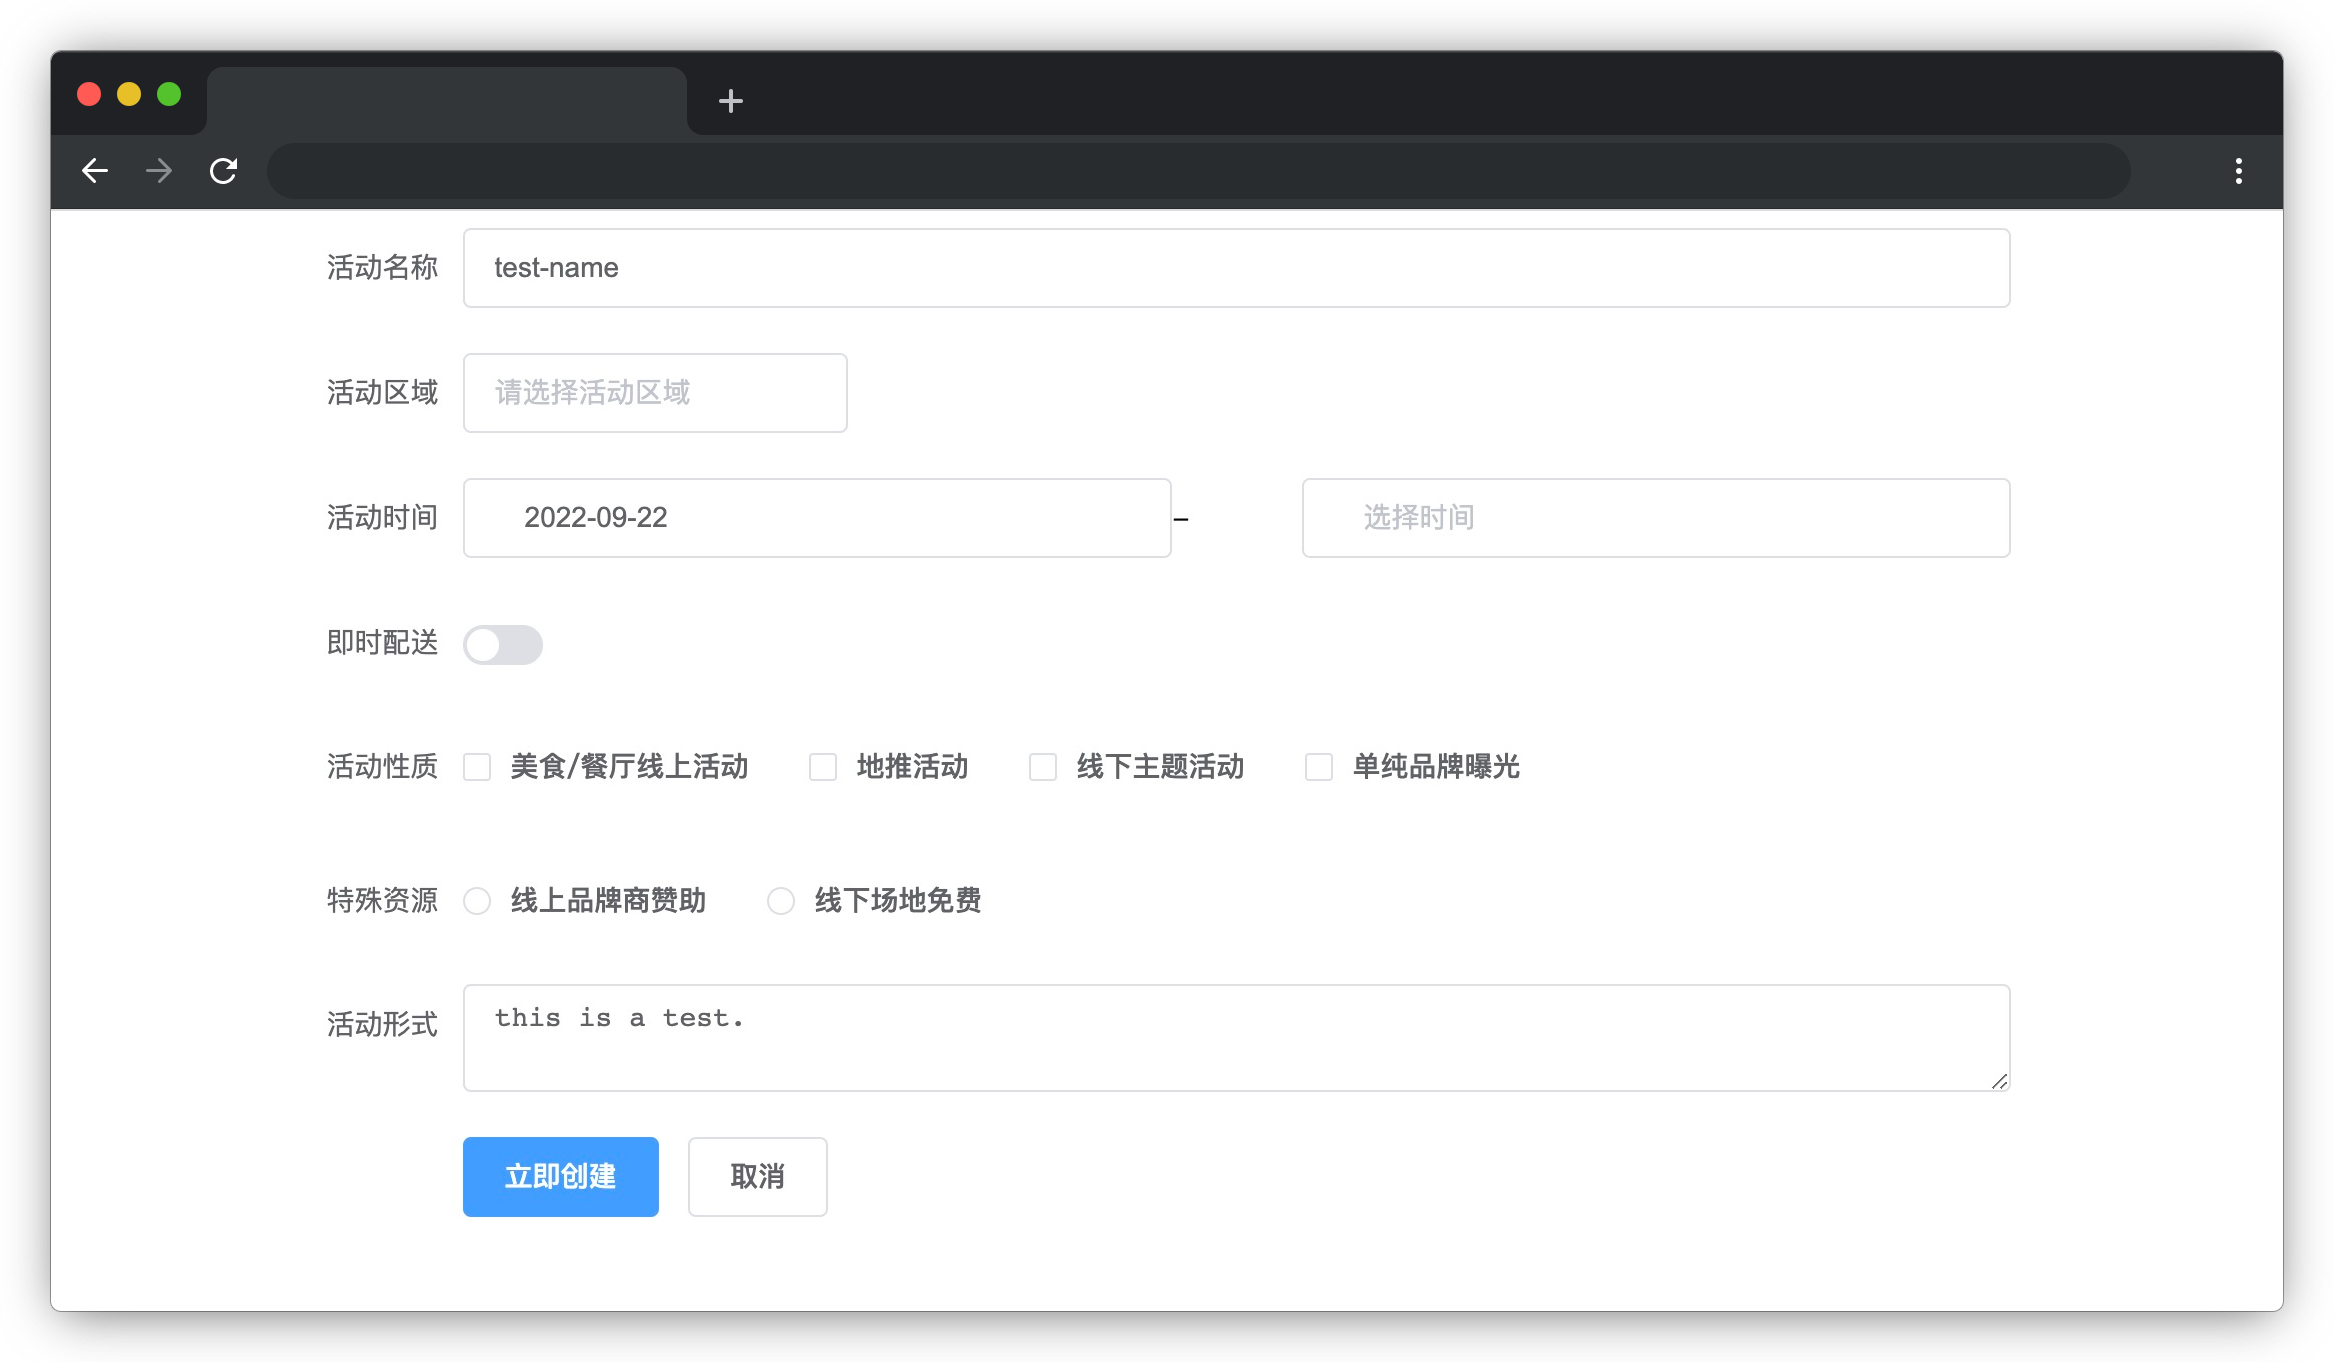 活动名称 test-name
活动区域 请选择活动区域
活动时间 2022-09-22 – 选择时间
即时配送
活动性质 美食/餐厅线上活动 地推活动 线下主题活动 单纯品牌曝光
特殊资源 线上品牌商赞助 线下场地免费
活动形式 this is a test.
立即创建 取消